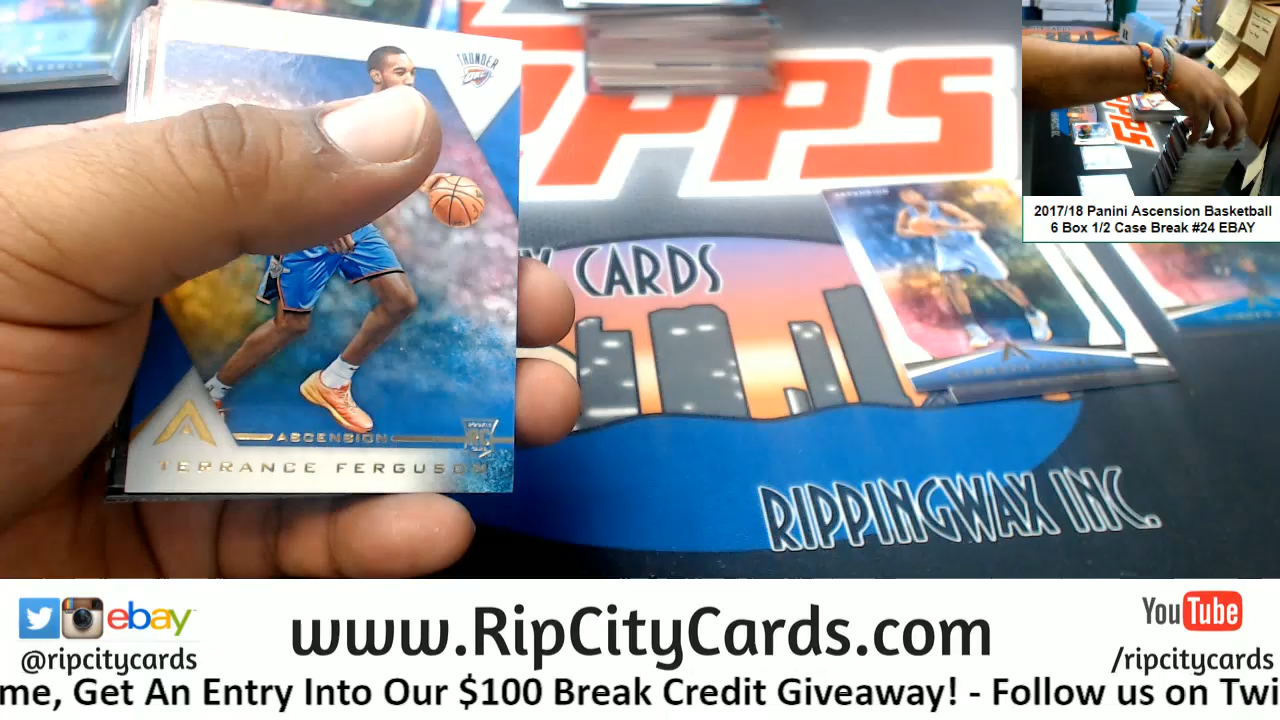 THUNDER
OKC
TOPPS
CARDS
ASCENSION
RC
TERRANCE FERGUSON
RIPPINGWAX INC.
2017/18 Panini Ascension Basketball
6 Box 1/2 Case Break #24 EBAY
ebay
@ripcitycards
www.RipCityCards.com
YouTube
/ripcitycards
me, Get An Entry Into Our $100 Break Credit Giveaway! - Follow us on Twi